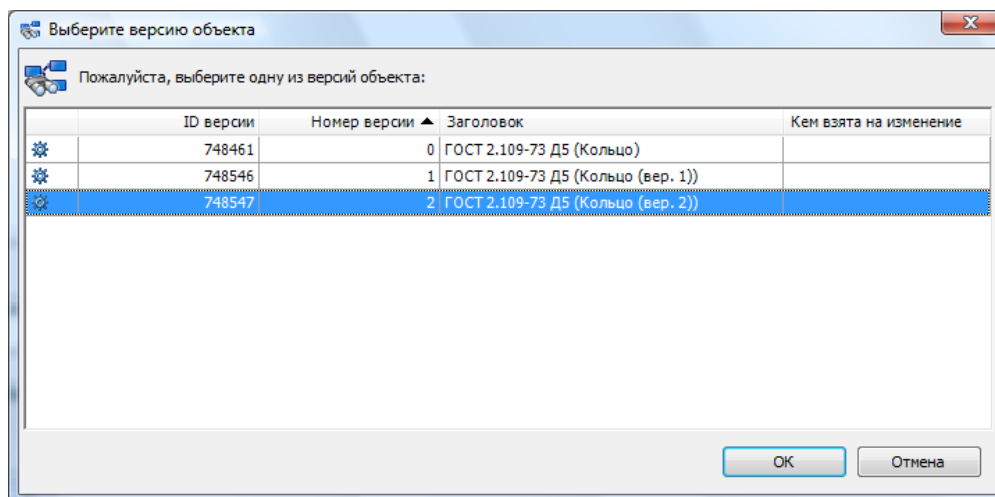 Выберите версию объекта
Пожалуйста, выберите одну из версий объекта:
ID версии Номер версии Заголовок Кем взята на изменение
748461 0 ГОСТ 2.109-73 Д5 (Кольцо)
748546 1 ГОСТ 2.109-73 Д5 (Кольцо (вер. 1))
748547 2 ГОСТ 2.109-73 Д5 (Кольцо (вер. 2))
ОК Отмена